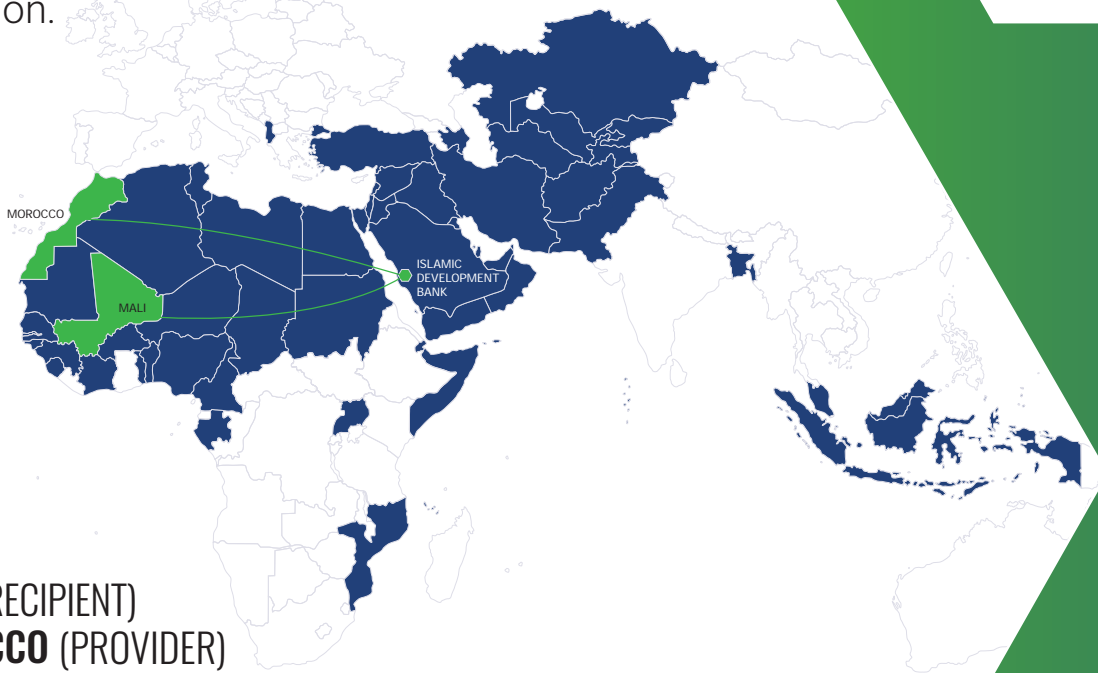 on.
MOROCCO
ISLAMIC
DEVELOPMENT
BANK
MALI
RECIPIENT)
CCO (PROVIDER)